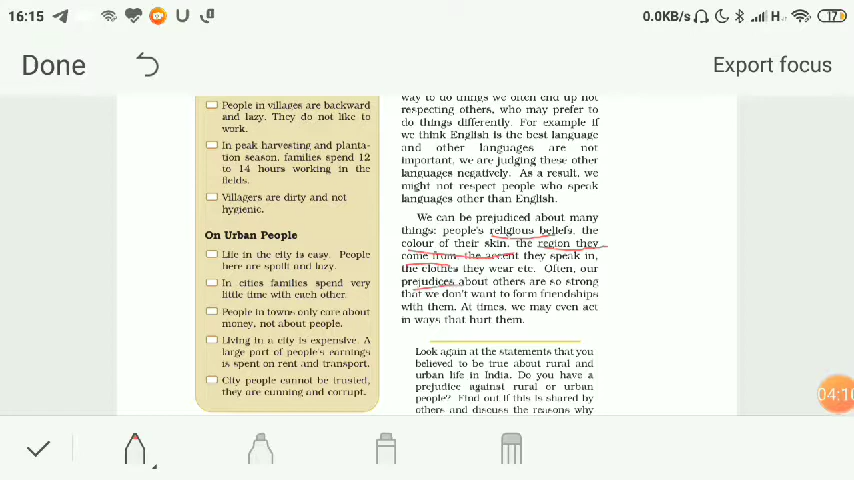 16:15
0.0KB/s
H
17
Done
Export focus
People in villages are backward
and lazy. They do not like to
work.
In peak harvesting and planta-
tion season, families spend 12
to 14 hours working in the
fields.
Villagers are dirty and not
hygienic.
On Urban People
Life in the city is easy. People
here are spoilt and lazy.
In cities families spend very
little time with each other.
People in towns only care about
money, not about people.
Living in a city is expensive. A
large part of people's earnings
is spent on rent and transport.
City people cannot be trusted,
they are cunning and corrupt.
way to do things we often end up not
respecting others, who may prefer to
do things differently. For example if
we think English is the best language
and other languages are not
important, we are judging these other
languages negatively. As a result, we
might not respect people who speak
languages other than English.
We can be prejudiced about many
things: people's religious beliefs, the
colour of their skin, the region they
come from, the accent they speak in,
the clothes they wear etc. Often, our
prejudices about others are so strong
that we don't want to form friendships
with them. At times, we may even act
in ways that hurt them.
Look again at the statements that you
believed to be true about rural and
urban life in India. Do you have a
prejudice against rural or urban
people? Find out if this is shared by
others and discuss the reasons why
04:10